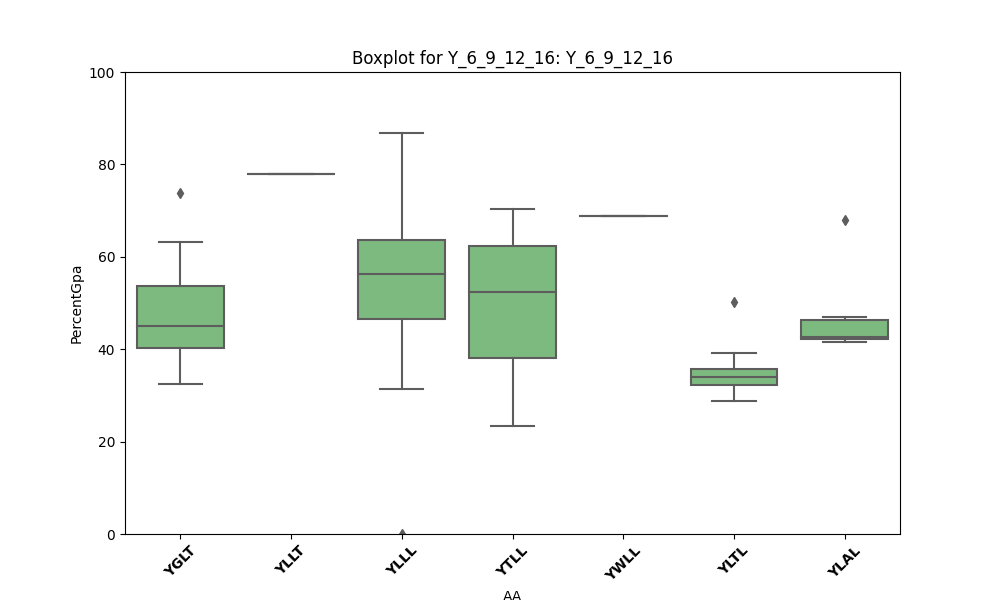 Boxplot for Y_6_9_12_16: Y_6_9_12_16
100
80
60
40
20
0
PercentGpa
YGLT
YLLT
YLLL
YTLL
YWLL
YLTL
YLAL
AA